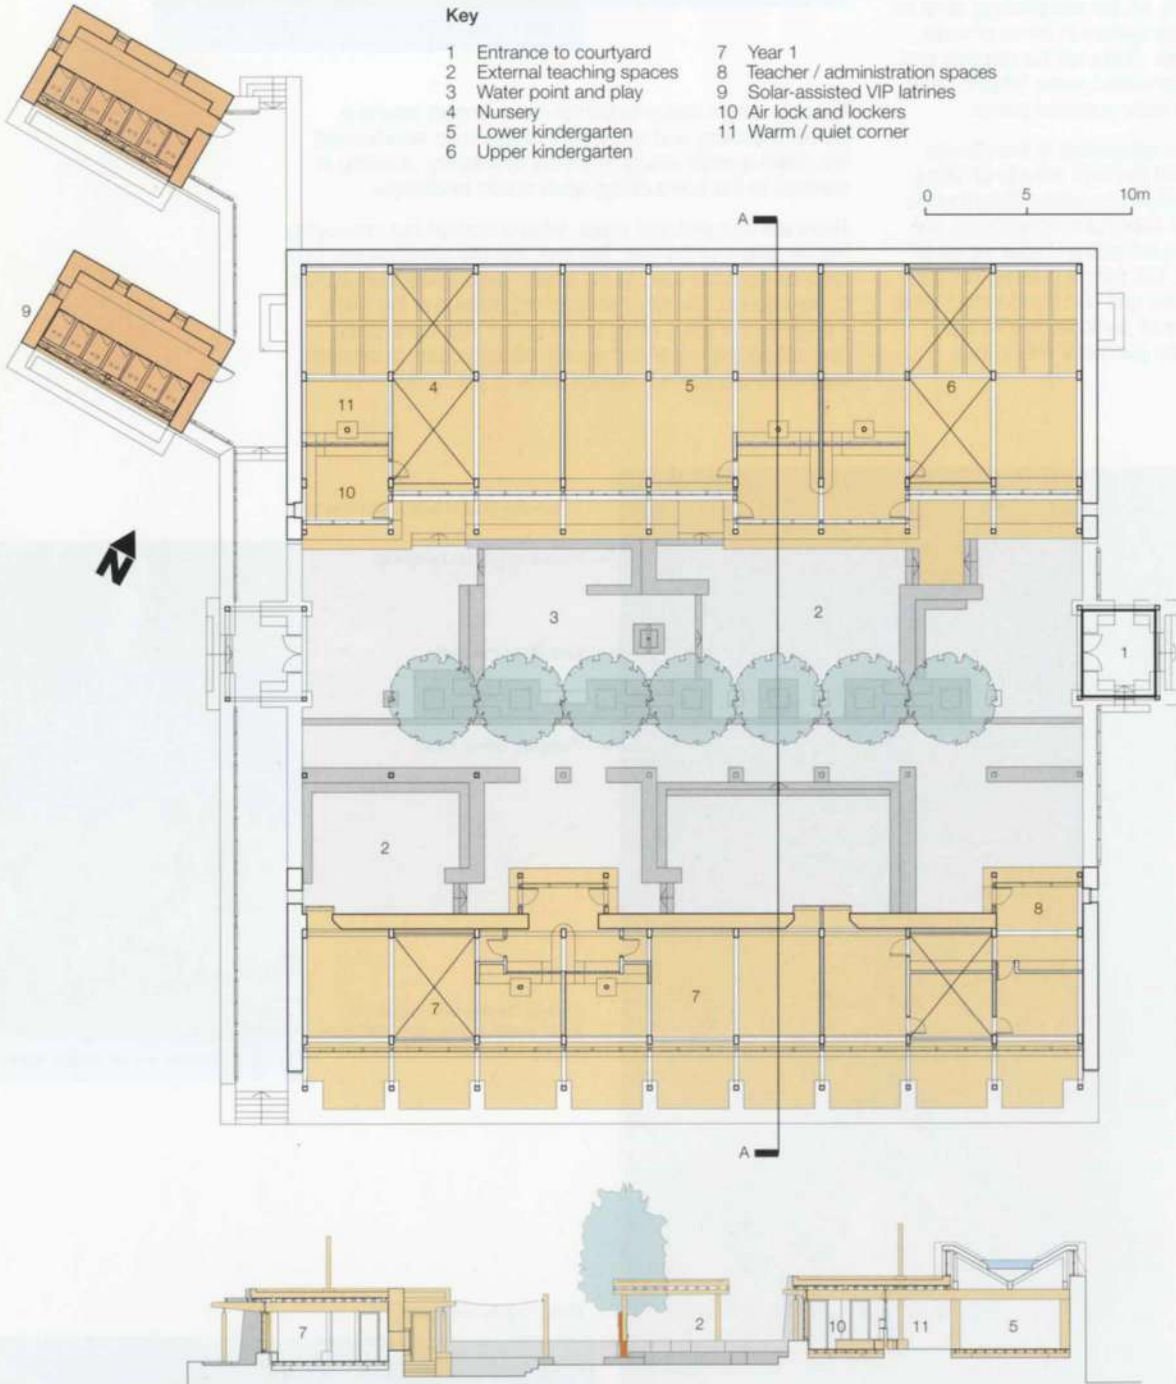 Key
1 Entrance to courtyard
2 External teaching spaces
3 Water point and play
4 Nursery
5 Lower kindergarten
6 Upper kindergarten
7 Year 1
8 Teacher / administration spaces
9 Solar-assisted VIP latrines
10 Air lock and lockers
11 Warm / quiet corner
0 5 10m
A
9
4 5 6
11
10
N
3 2
1
2
8
7 7
A
7 2 10 11 5